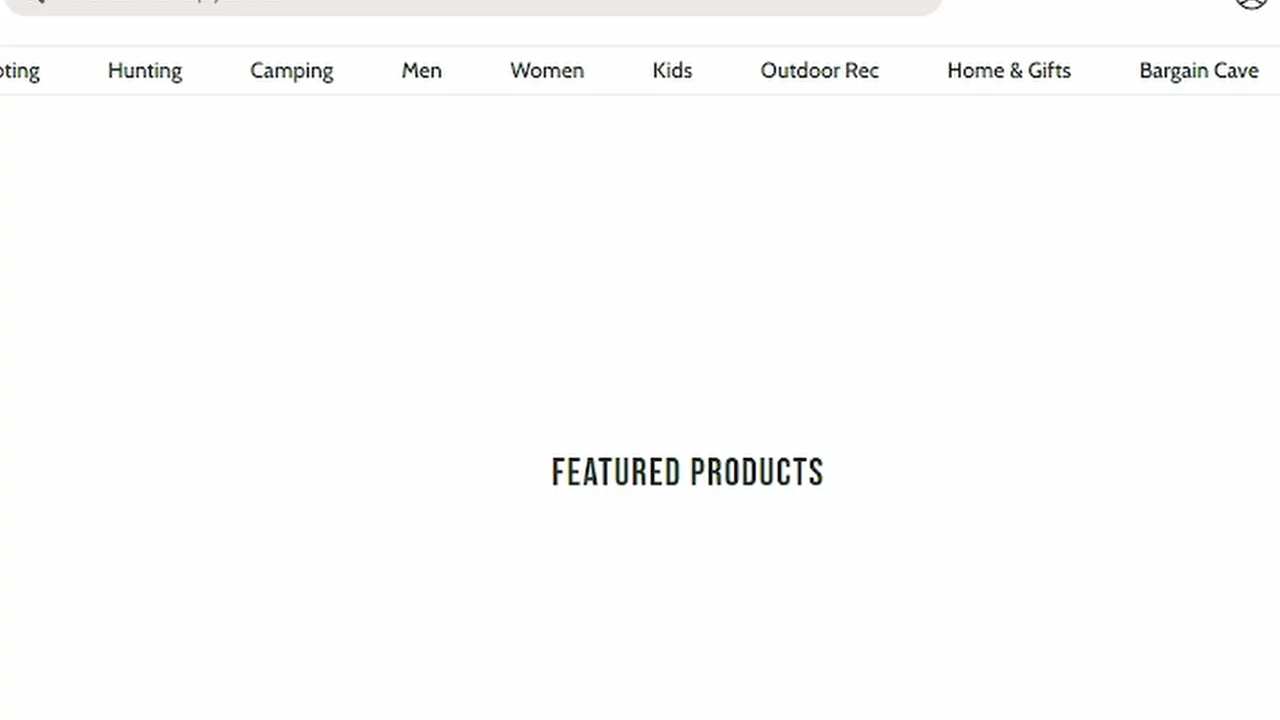 Hunting Camping Men Women Kids Outdoor Rec Home & Gifts Bargain Cave
FEATURED PRODUCTS